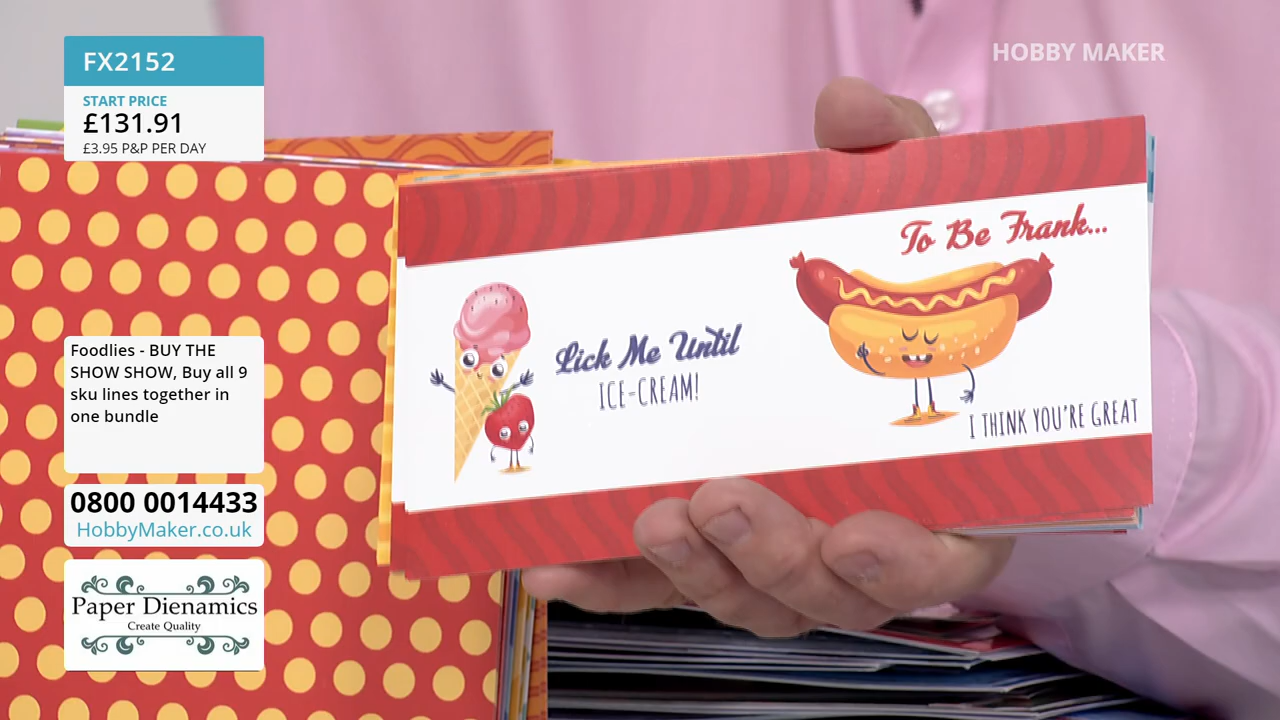 FX2152
START PRICE
£131.91
£3.95 P&P PER DAY
HOBBY MAKER
To Be Frank...
Lick Me Until
ICE-CREAM!
I THINK YOU'RE GREAT
Foodlies - BUY THE
SHOW SHOW, Buy all 9
sku lines together in
one bundle
0800 0014433
HobbyMaker.co.uk
Paper Dienamics
Create Quality